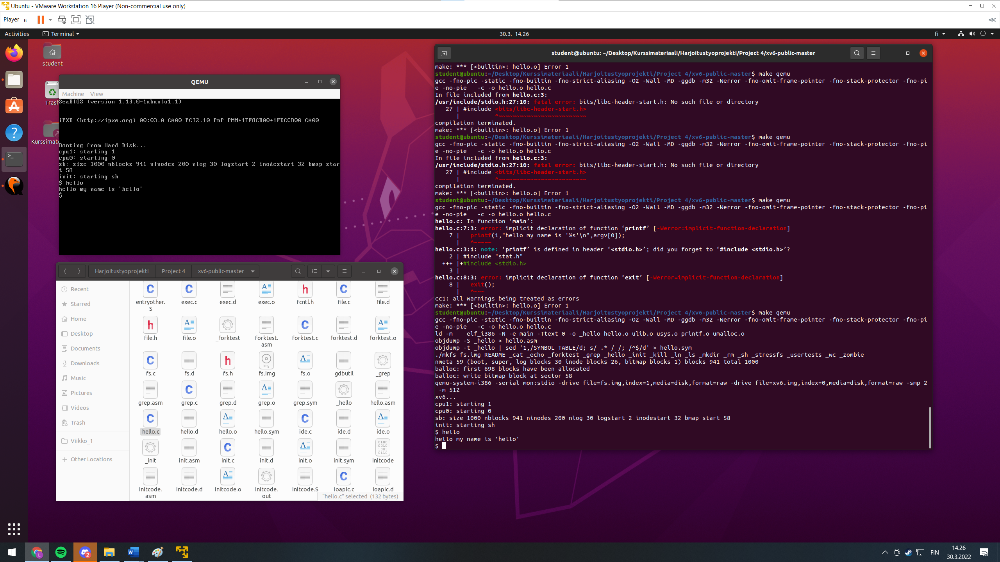 Ubuntu - VMware Workstation 16 Player (Non-commercial use only)
Player 6
Activities
Terminal
30.3. 14.26
fi
student
Trash
Kurssimate
QEMU
Machine View
SeaBIOS (version 1.13.0-1ubuntu1.1)
iPXE (http://ipxe.org) 00:03.0 CA00 PCI2.10 PnP PMM+1FF8CB00+1FECCB00 CA00
Booting from Hard Disk...
cpu1: starting 1
cpu0: starting 0
sb: size 1000 nblocks 941 ninodes 200 nlog 30 logstart 2 inodestart 32 bmap star
t 58
init: starting sh
$ hello
hello my name is 'hello'
$
Harjoitustyoprojekti Project 4 xv6-public-master
Recent
Starred
Home
Desktop
Documents
Downloads
Music
Pictures
Videos
Trash
Viikko_1
Other Locations
entryother.S exec.c exec.d exec.o fcntl.h file.c file.d
file.h file.o _forktest forktest.asm forktest.c forktest.d forktest.o
fs.c fs.d fs.h fs.img fs.o gdbutil _grep
grep.asm grep.c grep.d grep.o grep.sym _hello hello.asm
hello.c hello.d hello.o hello.sym ide.c ide.d ide.o
_init init.asm init.c init.d init.o init.sym initcode
initcode.asm initcode.d initcode.o initcode.out initcode.S ioapic.c ioapic.d
"hello.c" selected (132 bytes)
student@ubuntu: ~/Desktop/Kurssimateriaali/Harjoitustyoprojekti/Project 4/xv6-public-master
make: *** [<builtin>: hello.o] Error 1
student@ubuntu:~/Desktop/Kurssimateriaali/Harjoitustyoprojekti/Project 4/xv6-public-master$ make qemu
gcc -fno-pic -static -fno-builtin -fno-strict-aliasing -O2 -Wall -MD -ggdb -m32 -Werror -fno-omit-frame-pointer -fno-stack-protector -fno-pi
e -no-pie   -c -o hello.o hello.c
In file included from hello.c:3:
/usr/include/stdio.h:27:10: fatal error: bits/libc-header-start.h: No such file or directory
   27 | #include <bits/libc-header-start.h>
      |          ^~~~~~~~~~~~~~~~~~~~~~~~~~
compilation terminated.
make: *** [<builtin>: hello.o] Error 1
student@ubuntu:~/Desktop/Kurssimateriaali/Harjoitustyoprojekti/Project 4/xv6-public-master$ make qemu
gcc -fno-pic -static -fno-builtin -fno-strict-aliasing -O2 -Wall -MD -ggdb -m32 -Werror -fno-omit-frame-pointer -fno-stack-protector -fno-pi
e -no-pie   -c -o hello.o hello.c
In file included from hello.c:3:
/usr/include/stdio.h:27:10: fatal error: bits/libc-header-start.h: No such file or directory
   27 | #include <bits/libc-header-start.h>
      |          ^~~~~~~~~~~~~~~~~~~~~~~~~~
compilation terminated.
make: *** [<builtin>: hello.o] Error 1
student@ubuntu:~/Desktop/Kurssimateriaali/Harjoitustyoprojekti/Project 4/xv6-public-master$ make qemu
gcc -fno-pic -static -fno-builtin -fno-strict-aliasing -O2 -Wall -MD -ggdb -m32 -Werror -fno-omit-frame-pointer -fno-stack-protector -fno-pi
e -no-pie   -c -o hello.o hello.c
hello.c: In function ‘main’:
hello.c:7:3: error: implicit declaration of function ‘printf’ [-Werror=implicit-function-declaration]
    7 |   printf(1,"hello my name is '%s'\n",argv[0]);
      |   ^~~~~~
hello.c:3:1: note: ‘printf’ is defined in header ‘<stdio.h>’; did you forget to ‘#include <stdio.h>’?
    2 | #include "stat.h"
  +++ |+#include <stdio.h>
    3 |
hello.c:8:3: error: implicit declaration of function ‘exit’ [-Werror=implicit-function-declaration]
    8 |   exit();
      |   ^~~~
cc1: all warnings being treated as errors
make: *** [<builtin>: hello.o] Error 1
student@ubuntu:~/Desktop/Kurssimateriaali/Harjoitustyoprojekti/Project 4/xv6-public-master$ make qemu
gcc -fno-pic -static -fno-builtin -fno-strict-aliasing -O2 -Wall -MD -ggdb -m32 -Werror -fno-omit-frame-pointer -fno-stack-protector -fno-pi
e -no-pie   -c -o hello.o hello.c
ld -m    elf_i386 -N -e main -Ttext 0 -o _hello hello.o ulib.o usys.o printf.o umalloc.o
objdump -S _hello > hello.asm
objdump -t _hello | sed '1,/SYMBOL TABLE/d; s/ .* / /; /^$/d' > hello.sym
./mkfs fs.img README _cat _echo _forktest _grep _hello _init _kill _ln _ls _mkdir _rm _sh _stressfs _usertests _wc _zombie
nmeta 59 (boot, super, log blocks 30 inode blocks 26, bitmap blocks 1) blocks 941 total 1000
balloc: first 698 blocks have been allocated
balloc: write bitmap block at sector 58
qemu-system-i386 -serial mon:stdio -drive file=fs.img,index=1,media=disk,format=raw -drive file=xv6.img,index=0,media=disk,format=raw -smp 2
 -m 512
xv6...
cpu1: starting 1
cpu0: starting 0
sb: size 1000 nblocks 941 ninodes 200 nlog 30 logstart 2 inodestart 32 bmap start 58
init: starting sh
$ hello
hello my name is 'hello'
$
FIN
14.26
30.3.2022